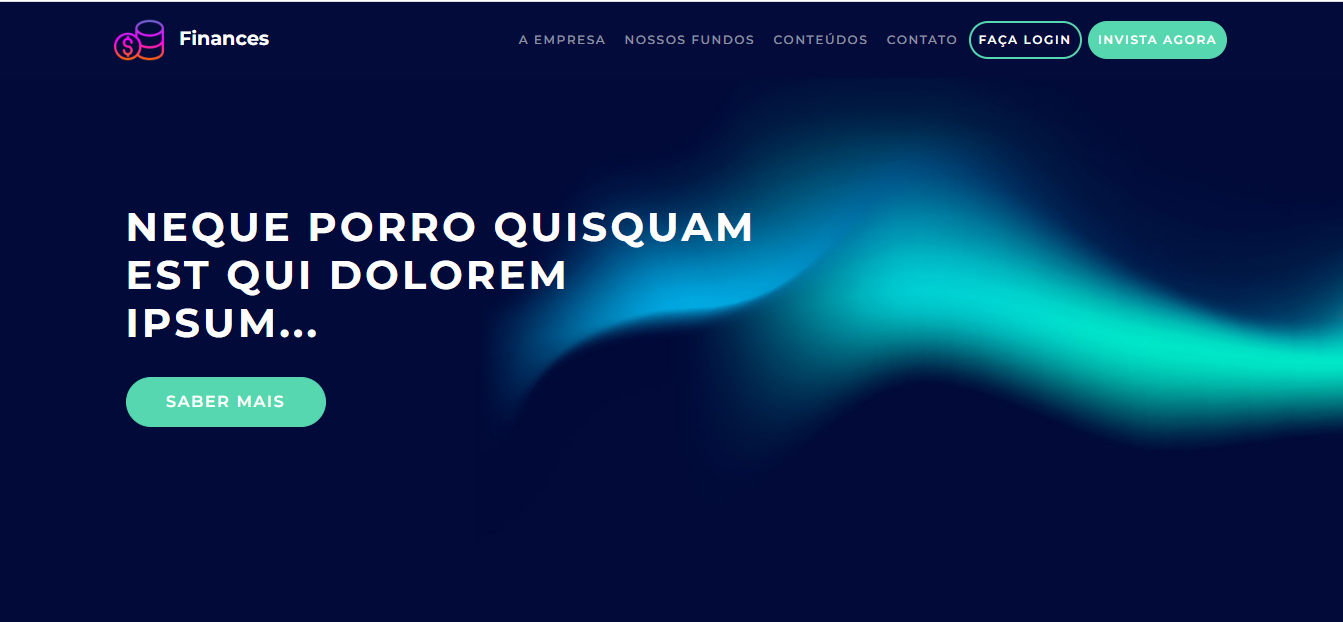 Finances
A EMPRESA NOSSOS FUNDOS CONTEÚDOS CONTATO FAÇA LOGIN INVISTA AGORA
NEQUE PORRO QUISQUAM
EST QUI DOLOREM
IPSUM...
SABER MAIS